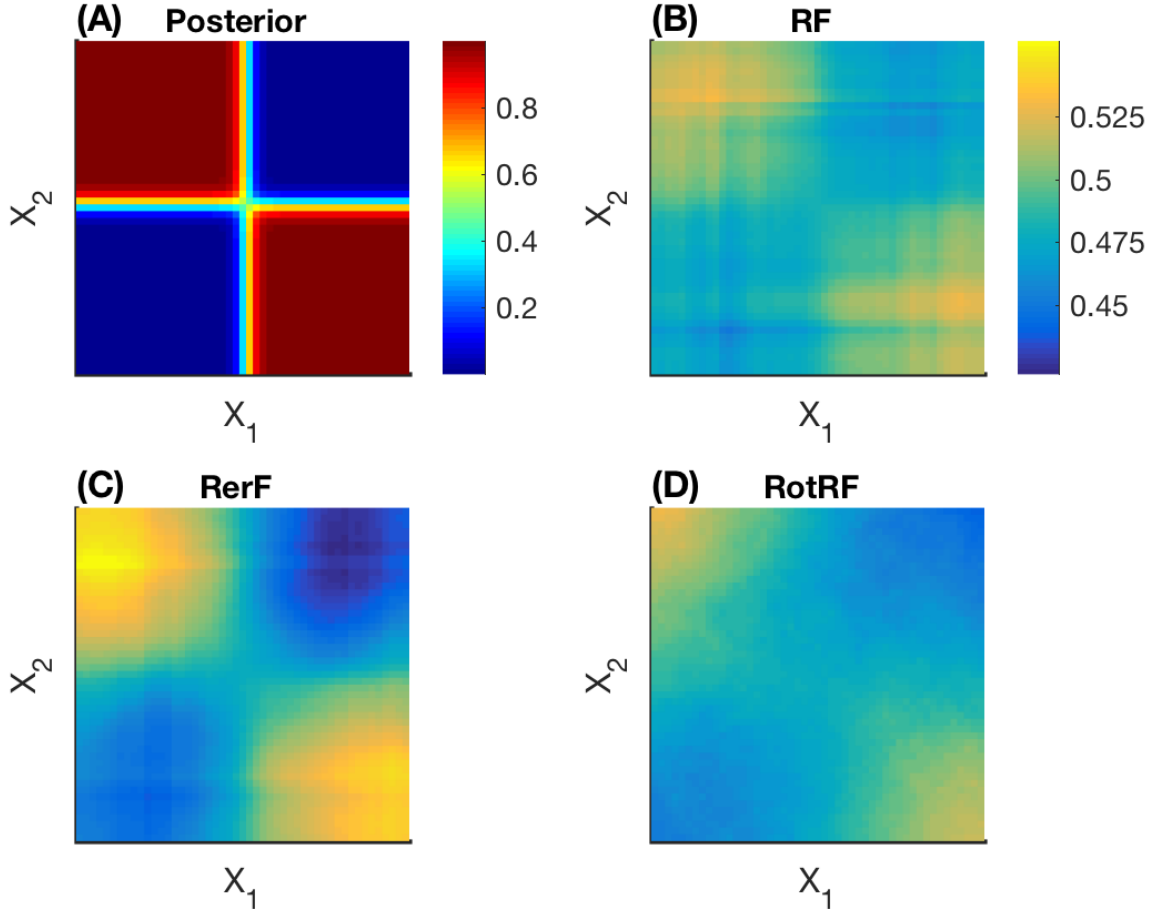 (A) Posterior
X₂
0.8
0.6
0.4
0.2
X₁
(B) RF
X₂
0.525
0.5
0.475
0.45
X₁
(C) RerF
X₂
X₁
(D) RotRF
X₂
X₁